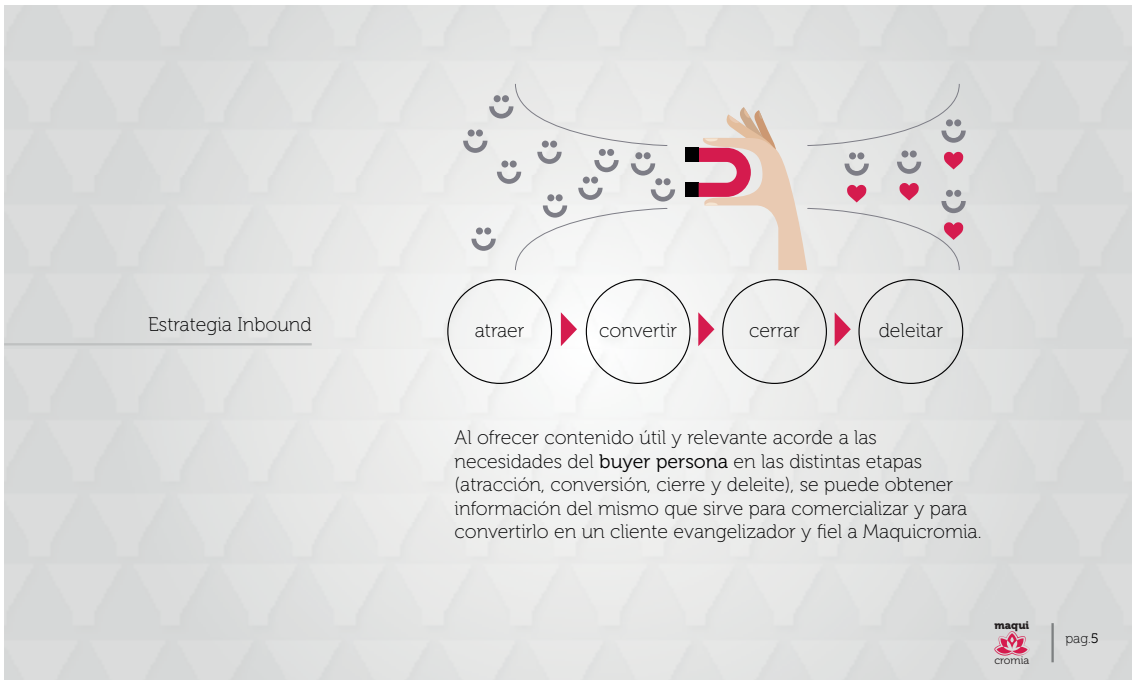 Estrategia Inbound
atraer
convertir
cerrar
deleitar
Al ofrecer contenido útil y relevante acorde a las
necesidades del buyer persona en las distintas etapas
(atracción, conversión, cierre y deleite), se puede obtener
información del mismo que sirve para comercializar y para
convertirlo en un cliente evangelizador y fiel a Maquicromia.
maqui
cromia
pag.5